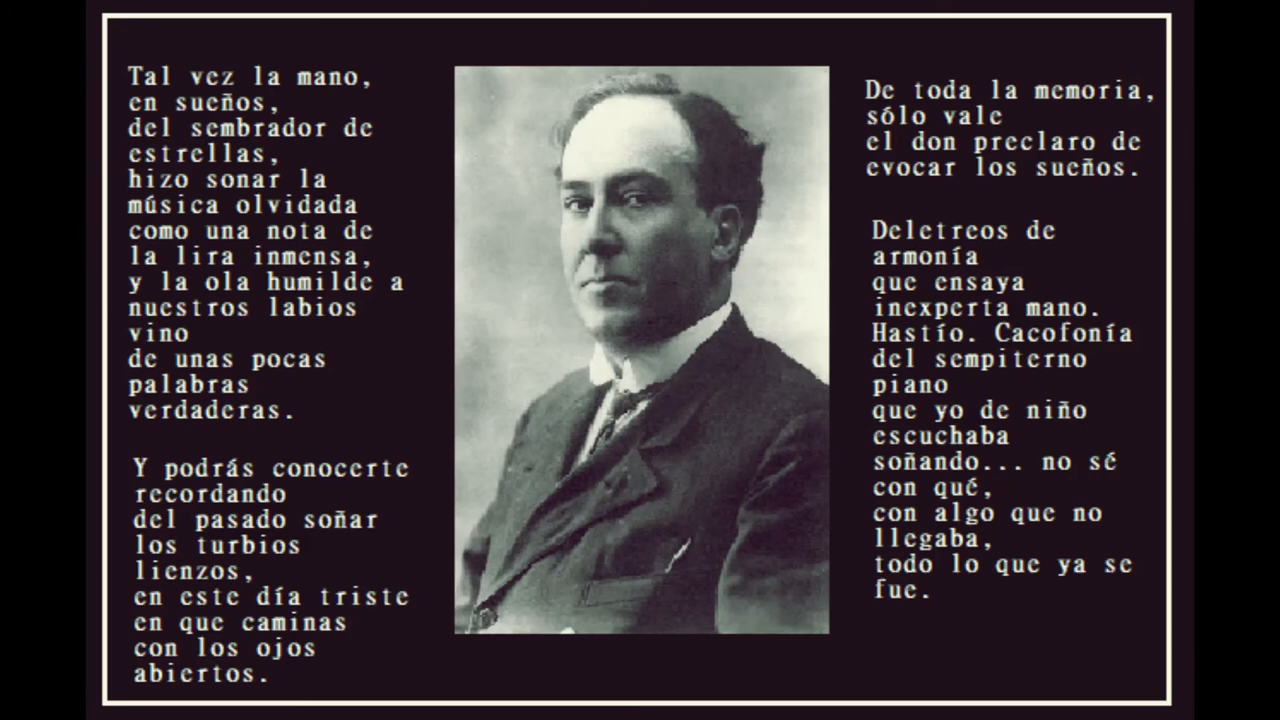 Tal vez la mano,
en sueños,
del sembrador de
estrellas,
hizo sonar la
música olvidada
como una nota de
la lira inmensa,
y la ola humilde a
nuestros labios
vino
de unas pocas
palabras
verdaderas.
Y podrás conocerte
recordando
del pasado soñar
los turbios
lienzos,
en este día triste
en que caminas
con los ojos
abiertos.
De toda la memoria,
sólo vale
el don preclaro de
evocar los sueños.
Deletreos de
armonía
que ensaya
inexperta mano.
Hastío. Cacofonía
del sempiterno
piano
que yo de niño
escuchaba
soñando... no sé
con qué,
con algo que no
llegaba,
todo lo que ya se
fue.